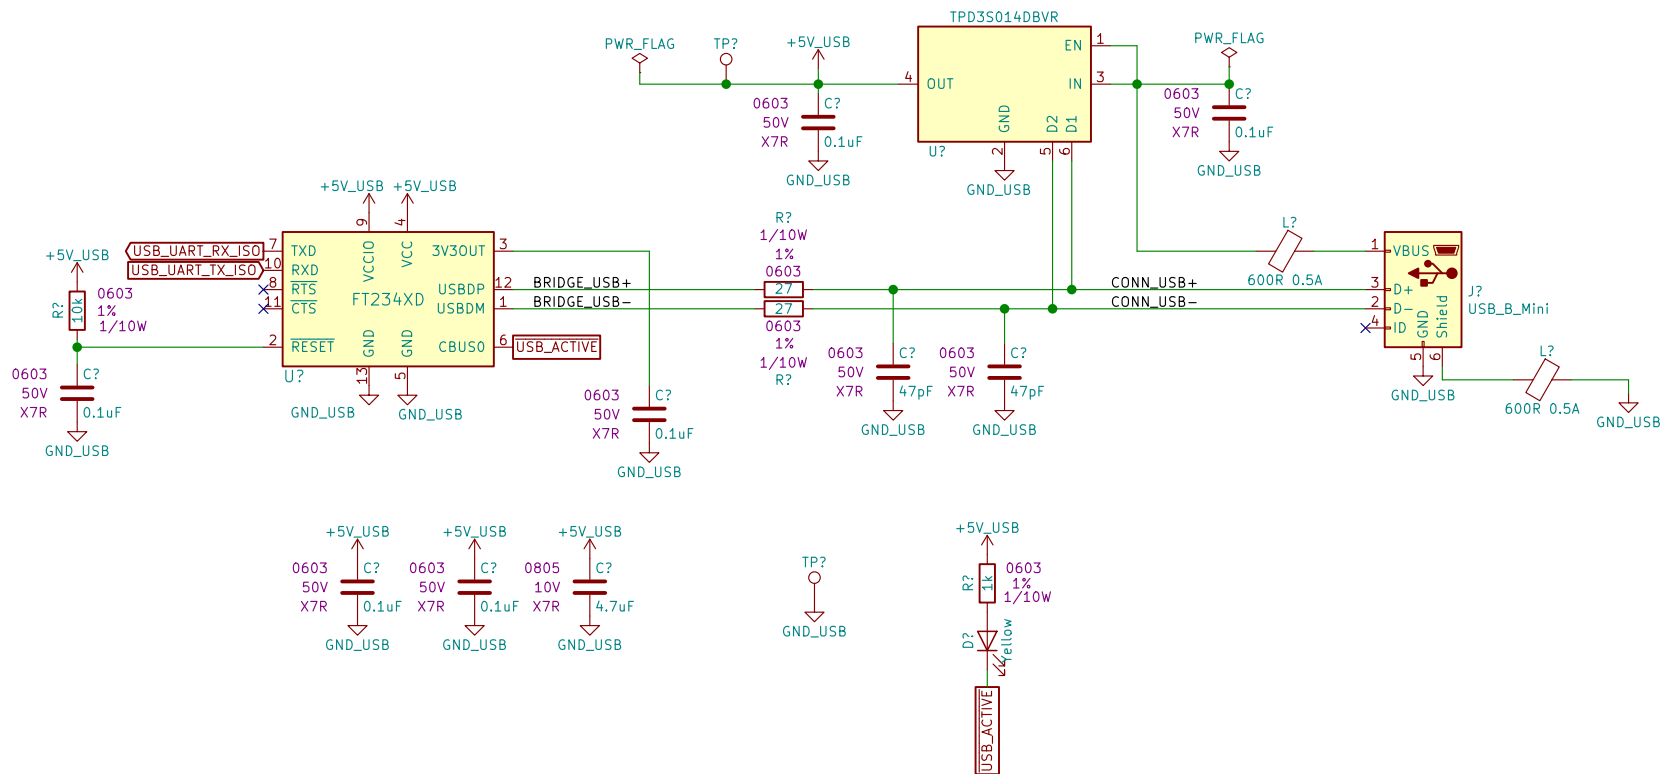 TPD3S014DBVR
PWR_FLAG
TP?
+5V_USB
EN
1
PWR_FLAG
4
OUT
IN
3
0603
C?
50V
X7R
0.1uF
GND_USB
GND
D2
D1
U?
2
5
6
GND_USB
0603
C?
50V
X7R
0.1uF
GND_USB
+5V_USB
+5V_USB
9
4
USB_UART_RX_ISO
7
TXD
VCCIO
VCC
3V3OUT
3
USB_UART_TX_ISO
10
RXD
8
RTS
FT234XD
USBDP
12
BRIDGE_USB+
11
CTS
USBDM
1
BRIDGE_USB-
2
RESET
GND
GND
CBUS0
6
USB_ACTIVE
U?
13
5
GND_USB
GND_USB
+5V_USB
R?
10k
0603
1%
1/10W
0603
C?
50V
X7R
0.1uF
GND_USB
0603
C?
50V
X7R
0.1uF
GND_USB
R?
1/10W
1%
0603
27
27
0603
1%
1/10W
R?
0603
C?
50V
X7R
47pF
GND_USB
0603
C?
50V
X7R
47pF
GND_USB
CONN_USB+
CONN_USB-
L?
600R 0.5A
1
VBUS
3
D+
2
D-
4
ID
GND
Shield
J?
USB_B_Mini
5
6
GND_USB
L?
600R 0.5A
GND_USB
+5V_USB
0603
C?
50V
X7R
0.1uF
GND_USB
+5V_USB
0603
C?
50V
X7R
0.1uF
GND_USB
+5V_USB
0805
C?
10V
X7R
4.7uF
GND_USB
TP?
GND_USB
+5V_USB
R?
1k
0603
1%
1/10W
D?
Yellow
USB_ACTIVE